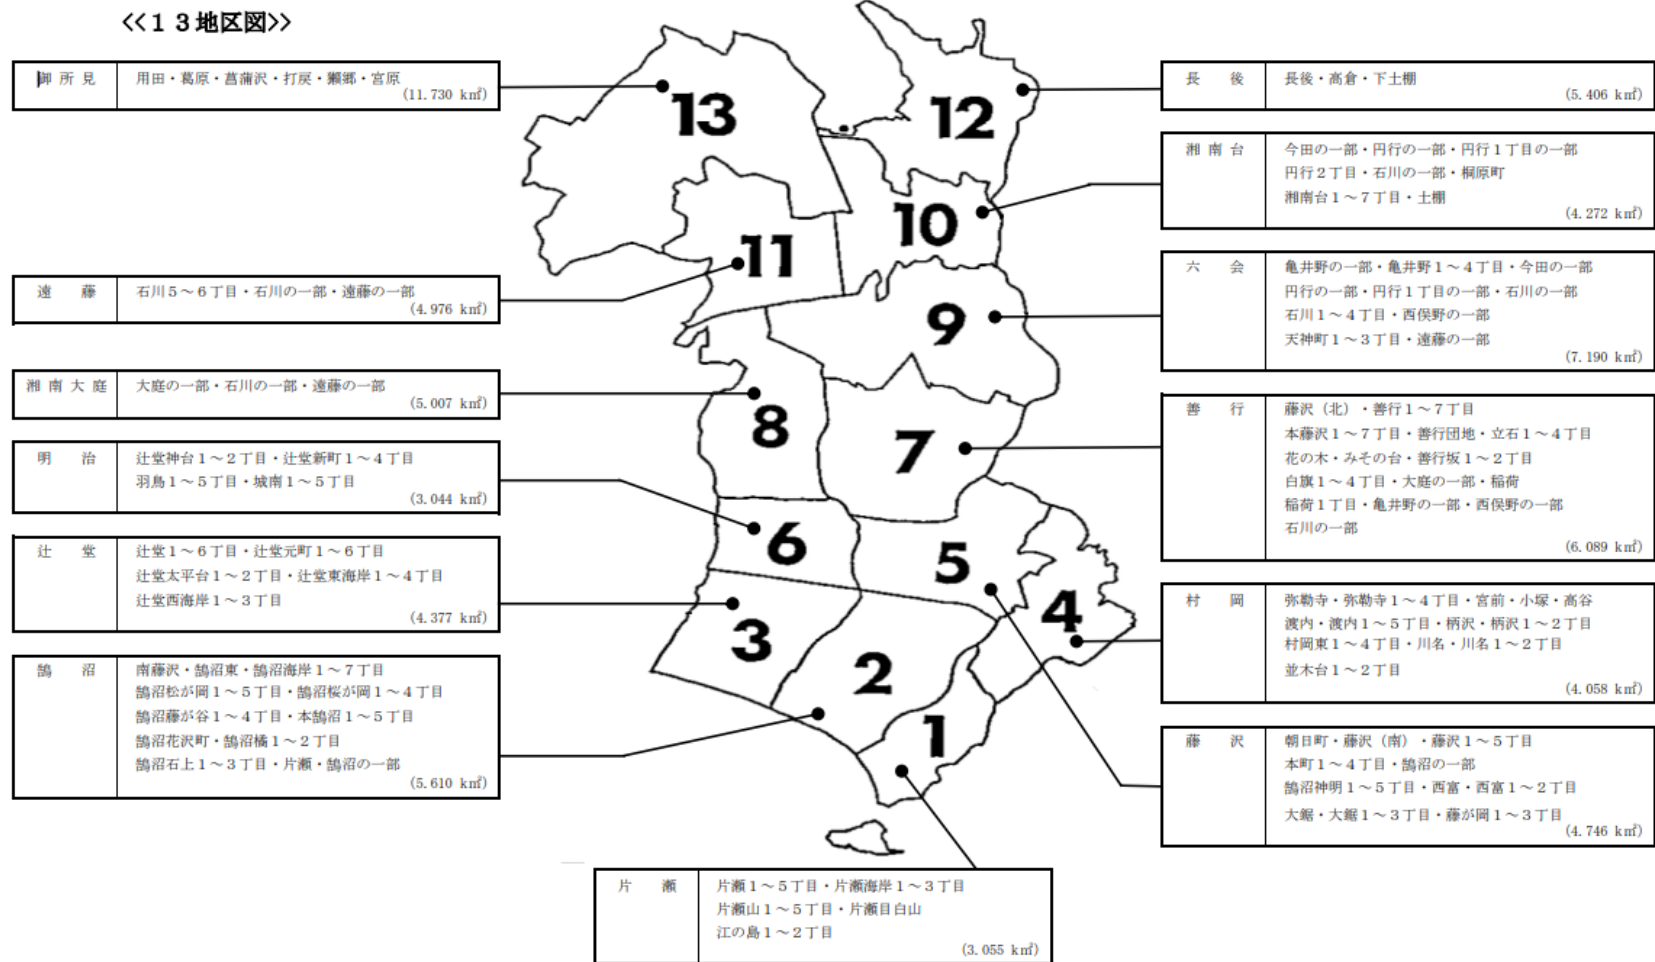 <<１３地区図>>
御所見
用田・葛原・菖蒲沢・打戻・獺郷・宮原
(11.730 k㎡)
遠藤
石川５～６丁目・石川の一部・遠藤の一部
(4.976 k㎡)
湘南大庭
大庭の一部・石川の一部・遠藤の一部
(5.007 k㎡)
明治
辻堂神台１～２丁目・辻堂新町１～４丁目
羽鳥１～５丁目・城南１～５丁目
(3.044 k㎡)
辻堂
辻堂１～６丁目・辻堂元町１～６丁目
辻堂太平台１～２丁目・辻堂東海岸１～４丁目
辻堂西海岸１～３丁目
(4.377 k㎡)
鵠沼
南藤沢・鵠沼東・鵠沼海岸１～７丁目
鵠沼松が岡１～５丁目・鵠沼桜が岡１～４丁目
鵠沼藤が谷１～４丁目・本鵠沼１～５丁目
鵠沼花沢町・鵠沼橘１～２丁目
鵠沼石上１～３丁目・片瀬・鵠沼の一部
(5.610 k㎡)
13
12
10
11
9
8
7
6
5
4
3
2
1
長後
長後・高倉・下土棚
(5.406 k㎡)
湘南台
今田の一部・円行の一部・円行１丁目の一部
円行２丁目・石川の一部・桐原町
湘南台１～７丁目・土棚
(4.272 k㎡)
六会
亀井野の一部・亀井野１～４丁目・今田の一部
円行の一部・円行１丁目の一部・石川の一部
石川１～４丁目・西俣野の一部
天神町１～３丁目・遠藤の一部
(7.190 k㎡)
善行
藤沢（北）・善行１～７丁目
本藤沢１～７丁目・善行団地・立石１～４丁目
花の木・みその台・善行坂１～２丁目
白旗１～４丁目・大庭の一部・稲荷
稲荷１丁目・亀井野の一部・西俣野の一部
石川の一部
(6.089 k㎡)
村岡
弥勒寺・弥勒寺１～４丁目・宮前・小塚・高谷
渡内・渡内１～５丁目・柄沢・柄沢１～２丁目
村岡東１～４丁目・川名・川名１～２丁目
並木台１～２丁目
(4.058 k㎡)
藤沢
朝日町・藤沢（南）・藤沢１～５丁目
本町１～４丁目・鵠沼の一部
鵠沼神明１～５丁目・西富・西富１～２丁目
大鋸・大鋸１～３丁目・藤が岡１～３丁目
(4.746 k㎡)
片瀬
片瀬１～５丁目・片瀬海岸１～３丁目
片瀬山１～５丁目・片瀬目白山
江の島１～２丁目
(3.055 k㎡)